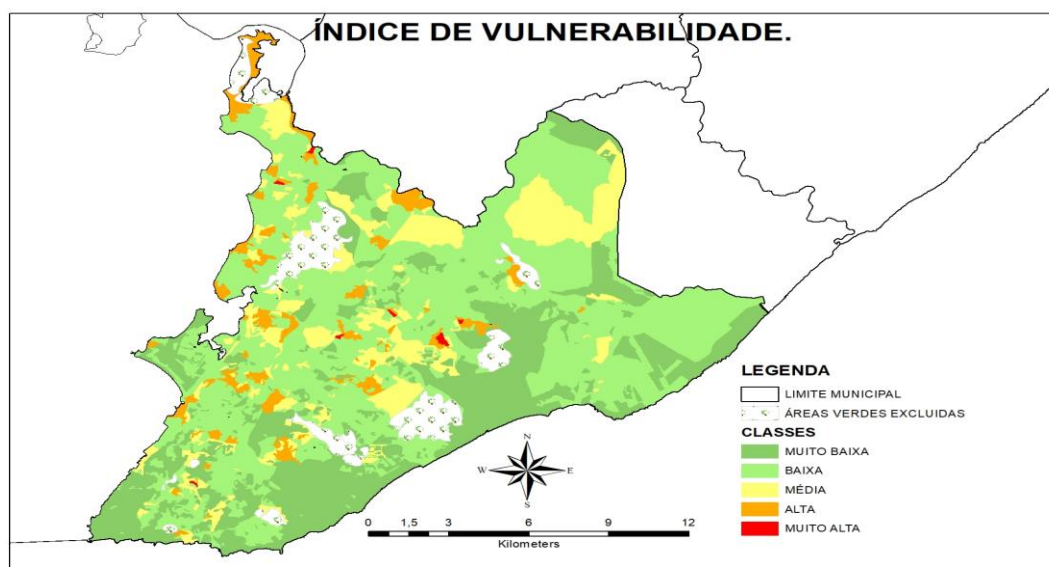 ÍNDICE DE VULNERABILIDADE.
LEGENDA
LIMITE MUNICIPAL
ÁREAS VERDES EXCLUIDAS
CLASSES
MUITO BAIXA
BAIXA
MÉDIA
ALTA
MUITO ALTA
N
W E
S
0 1,5 3 6 9 12
Kilometers